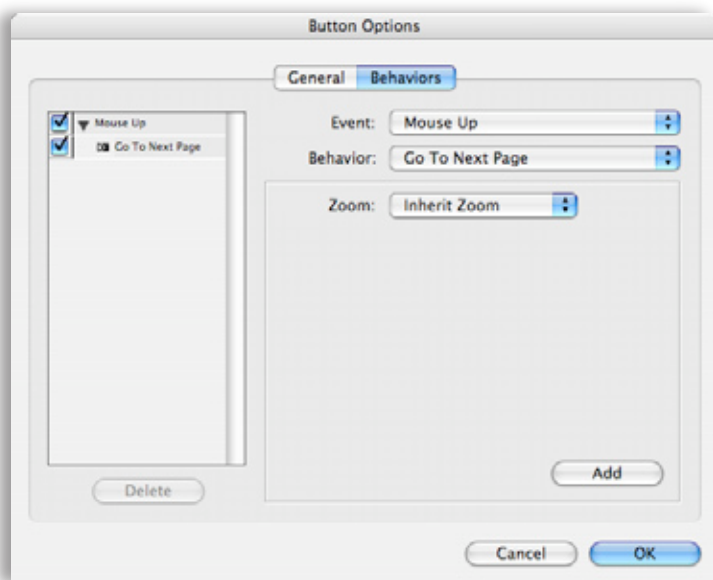 Button Options
General Behaviors
Mouse Up
Go To Next Page
Event: Mouse Up
Behavior: Go To Next Page
Zoom: Inherit Zoom
Add
Delete
Cancel OK